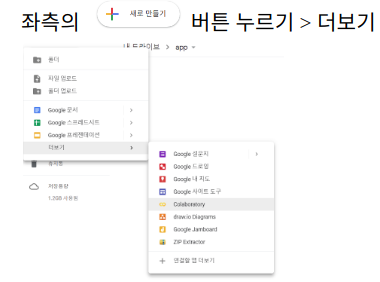 좌측의 새로 만들기 버튼 누르기 > 더보기
내 드라이브 > app
폴더
파일 업로드
폴더 업로드
Google 문서 >
Google 스프레드시트 >
Google 프레젠테이션 >
더보기 >
휴지통
저장용량
1.2GB 사용중
Google 설문지 >
Google 드로잉
Google 내 지도
Google 사이트 도구
Colaboratory
draw.io Diagrams
Google Jamboard
ZIP Extractor
연결할 앱 더보기